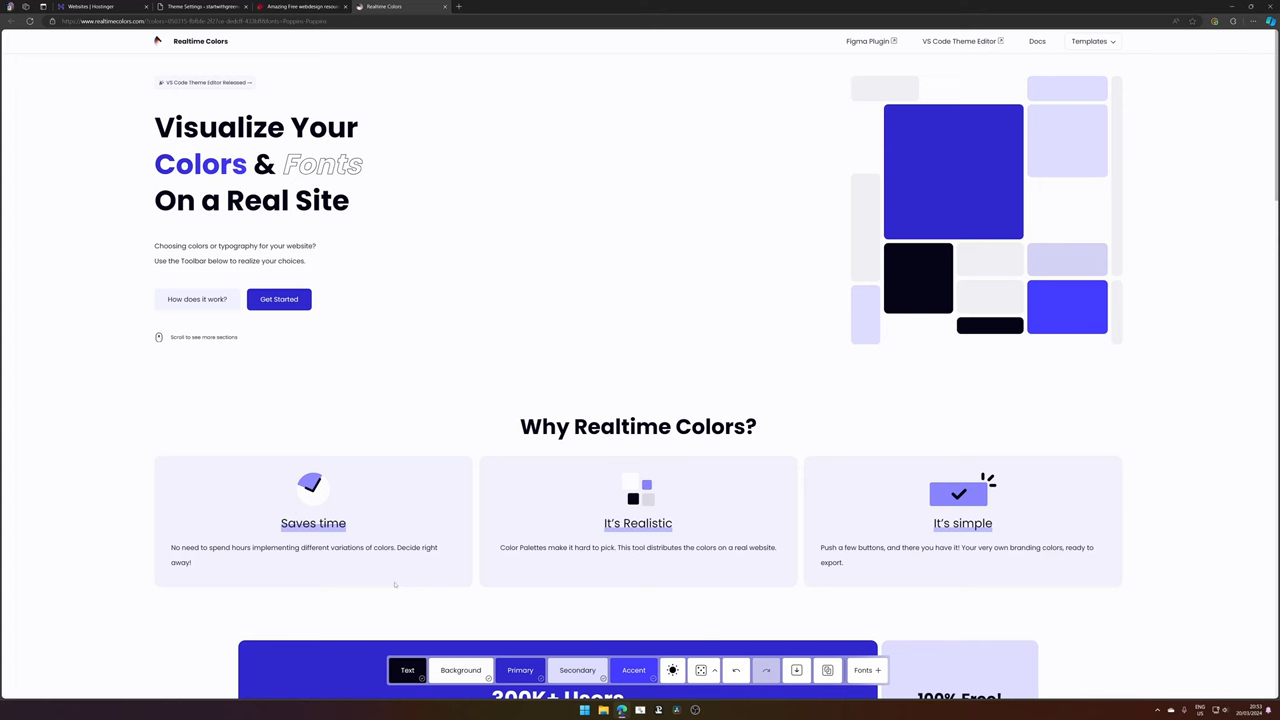 Websites | Hostinger
Theme Settings - startwithgreen
Amazing Free webdesign resou
Realtime Colors
Realtime Colors
Figma Plugin
VS Code Theme Editor
Docs
Templates
VS Code Theme Editor Released →
Visualize Your
Colors & Fonts
On a Real Site
Choosing colors or typography for your website?
Use the Toolbar below to realize your choices.
How does it work?
Get Started
Scroll to see more sections
Why Realtime Colors?
Saves time
No need to spend hours implementing different variations of colors. Decide right
away!
It's Realistic
Color Palettes make it hard to pick. This tool distributes the colors on a real website.
It's simple
Push a few buttons, and there you have it! Your very own branding colors, ready to
export.
Text
Background
Primary
Secondary
Accent
Fonts +
300K+ Users
100% Free!
ENG
US
20:53
20/03/2024